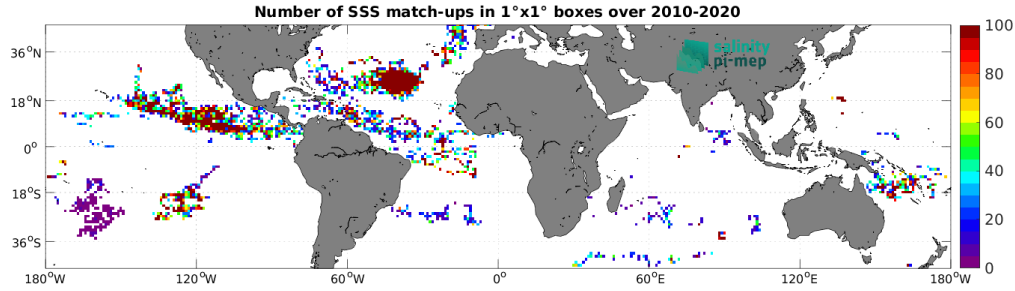 Number of SSS match-ups in 1°x1° boxes over 2010-2020
36°N
18°N
0°
18°S
36°S
180°W
120°W
60°W
0°
60°E
120°E
180°W
salinity
pi-mep
100
80
60
40
20
0